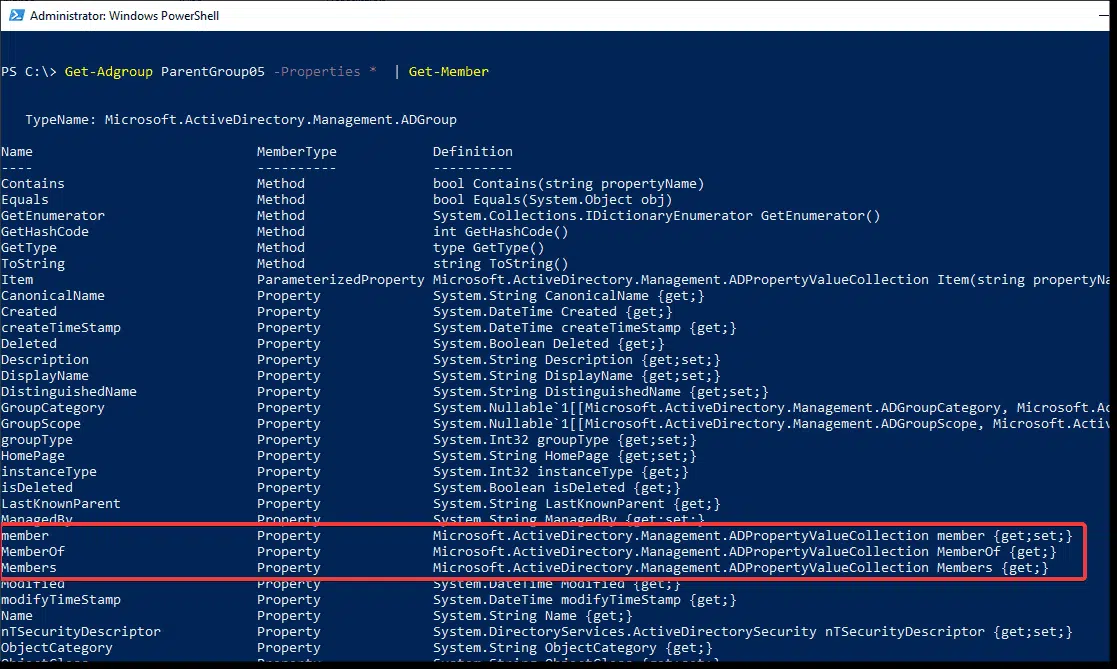 Administrator: Windows PowerShell
PS C:\> Get-Adgroup ParentGroup05 -Properties * | Get-Member
TypeName: Microsoft.ActiveDirectory.Management.ADGroup
Name MemberType Definition
---- ---------- ----------
Contains Method bool Contains(string propertyName)
Equals Method bool Equals(System.Object obj)
GetEnumerator Method System.Collections.IDictionaryEnumerator GetEnumerator()
GetHashCode Method int GetHashCode()
GetType Method type GetType()
ToString Method string ToString()
Item ParameterizedProperty Microsoft.ActiveDirectory.Management.ADPropertyValueCollection Item(string propertyNa
CanonicalName Property System.String CanonicalName {get;}
Created Property System.DateTime Created {get;}
createTimeStamp Property System.DateTime createTimeStamp {get;}
Deleted Property System.Boolean Deleted {get;}
Description Property System.String Description {get;set;}
DisplayName Property System.String DisplayName {get;set;}
DistinguishedName Property System.String DistinguishedName {get;set;}
GroupCategory Property System.Nullable`1[[Microsoft.ActiveDirectory.Management.ADGroupCategory, Microsoft.Ac
GroupScope Property System.Nullable`1[[Microsoft.ActiveDirectory.Management.ADGroupScope, Microsoft.Activ
groupType Property System.Int32 groupType {get;set;}
HomePage Property System.String HomePage {get;set;}
instanceType Property System.Int32 instanceType {get;}
isDeleted Property System.Boolean isDeleted {get;}
LastKnownParent Property System.String LastKnownParent {get;}
ManagedBy Property System.String ManagedBy {get;set;}
member Property Microsoft.ActiveDirectory.Management.ADPropertyValueCollection member {get;set;}
MemberOf Property Microsoft.ActiveDirectory.Management.ADPropertyValueCollection MemberOf {get;}
Members Property Microsoft.ActiveDirectory.Management.ADPropertyValueCollection Members {get;}
Modified Property System.DateTime Modified {get;}
modifyTimeStamp Property System.DateTime modifyTimeStamp {get;}
Name Property System.String Name {get;}
nTSecurityDescriptor Property System.DirectoryServices.ActiveDirectorySecurity nTSecurityDescriptor {get;set;}
ObjectCategory Property System.String ObjectCategory {get;}
ObjectClass Property System.String ObjectClass {get;set;}